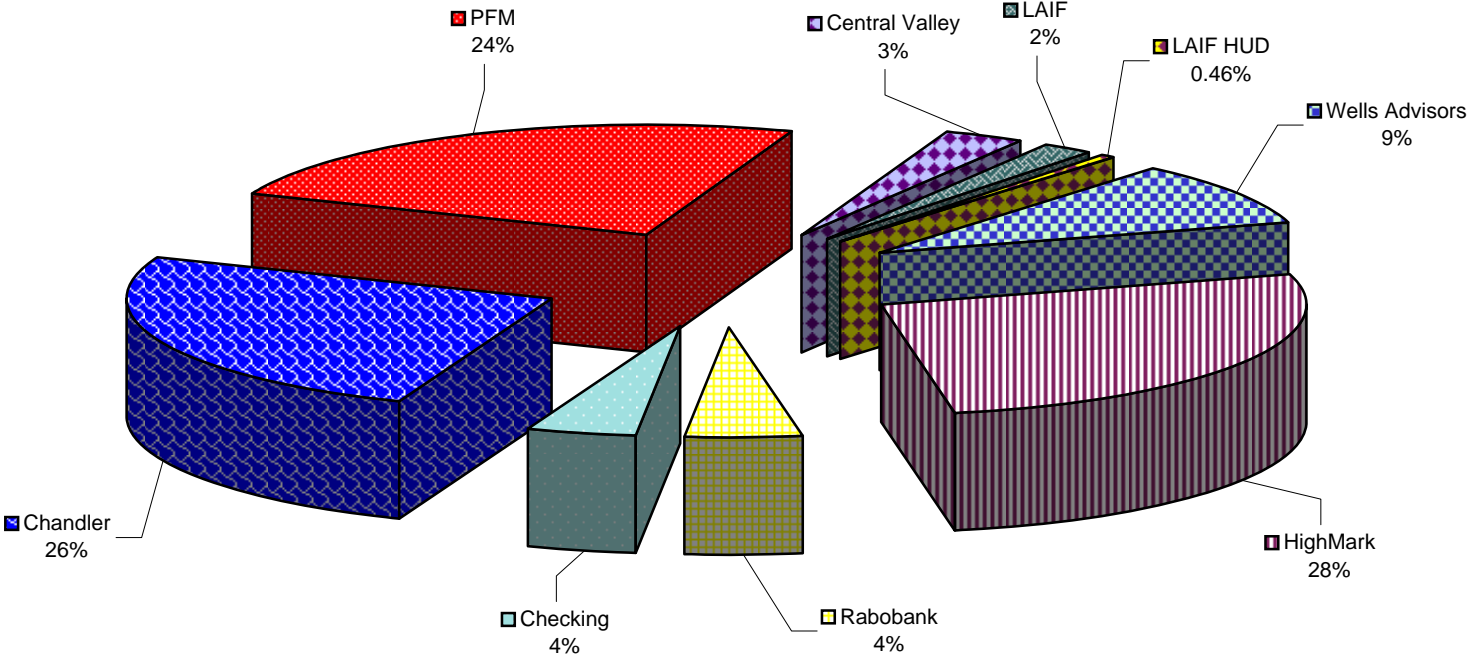 PFM
24%
Central Valley
3%
LAIF
2%
LAIF HUD
0.46%
Wells Advisors
9%
Chandler
26%
HighMark
28%
Checking
4%
Rabobank
4%